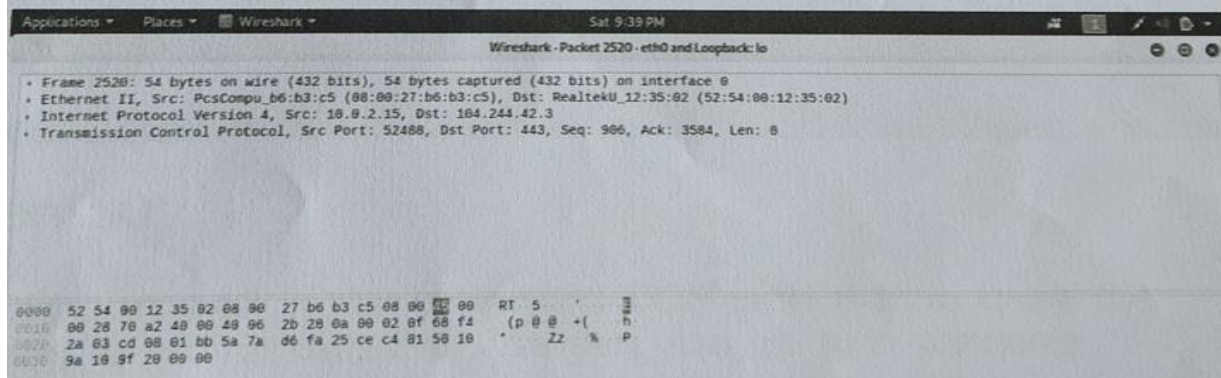 Applications Places Wireshark Sat 9:39 PM 1
Wireshark · Packet 2520 · eth0 and Loopback: lo
Frame 2520: 54 bytes on wire (432 bits), 54 bytes captured (432 bits) on interface 0
Ethernet II, Src: PcsCompu_b6:b3:c5 (08:00:27:b6:b3:c5), Dst: RealtekU_12:35:02 (52:54:00:12:35:02)
Internet Protocol Version 4, Src: 10.0.2.15, Dst: 104.244.42.3
Transmission Control Protocol, Src Port: 52488, Dst Port: 443, Seq: 906, Ack: 3584, Len: 0
0000 52 54 00 12 35 02 08 00 27 b6 b3 c5 08 00 00 RT 5 '
0010 00 28 70 a2 40 00 40 06 2b 28 0a 00 02 0f 68 f4 (p @ @ +( h
0020 2a 03 cd 08 01 bb 5a 7a d6 fa 25 ce c4 01 50 10 * Zz % P
0030 9a 10 9f 20 00 00